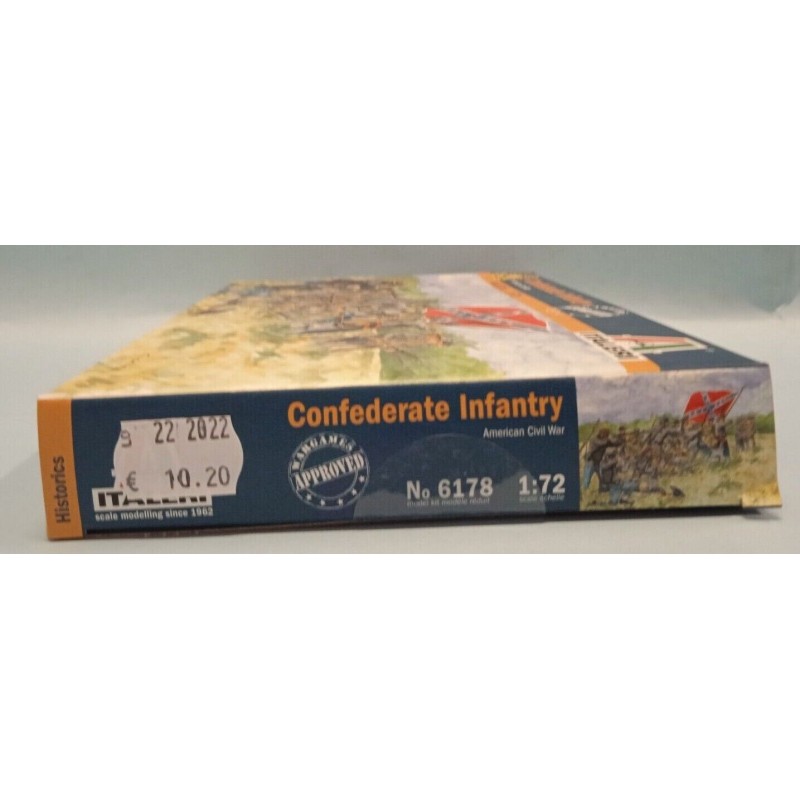 Historics
S 22 2022
€ 10.20
ITALERI
scale modelling since 1962
WARGAMES
APPROVED
Confederate Infantry
American Civil War
No 6178
1:72
ITALERI